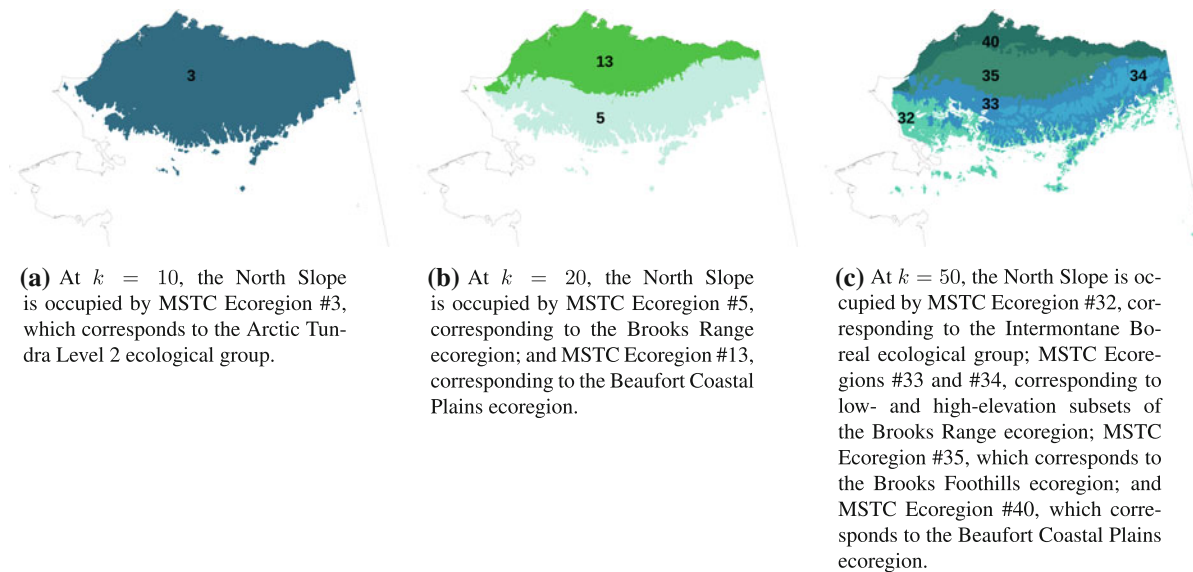 3
13
5
40
35
34
33
32
(a) At k = 10, the North Slope
is occupied by MSTC Ecoregion #3,
which corresponds to the Arctic Tun-
dra Level 2 ecological group.
(b) At k = 20, the North Slope
is occupied by MSTC Ecoregion #5,
corresponding to the Brooks Range
ecoregion; and MSTC Ecoregion #13,
corresponding to the Beaufort Coastal
Plains ecoregion.
(c) At k = 50, the North Slope is oc-
cupied by MSTC Ecoregion #32, cor-
responding to the Intermontane Bo-
real ecological group; MSTC Ecore-
gions #33 and #34, corresponding to
low- and high-elevation subsets of
the Brooks Range ecoregion; MSTC
Ecoregion #35, which corresponds to
the Brooks Foothills ecoregion; and
MSTC Ecoregion #40, which corre-
sponds to the Beaufort Coastal Plains
ecoregion.